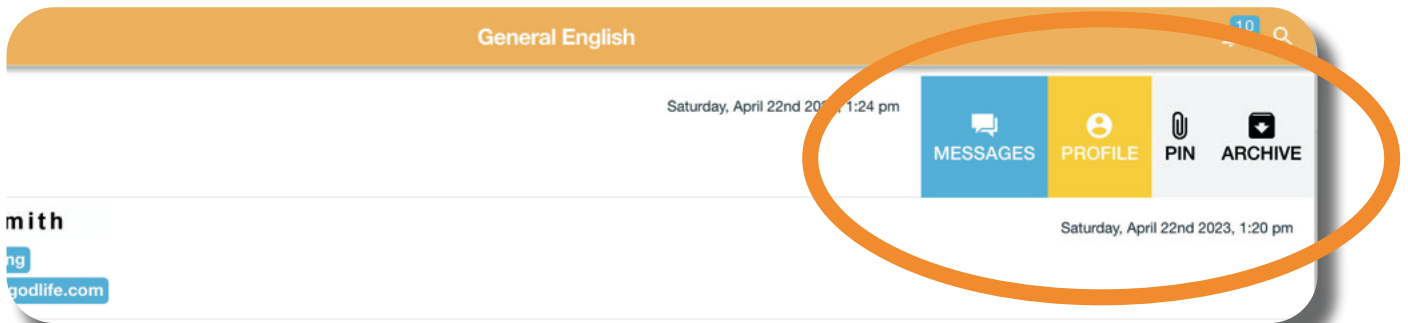 General English
10
Saturday, April 22nd 20 , 1:24 pm
MESSAGES
PROFILE
PIN
ARCHIVE
mith
Saturday, April 22nd 2023, 1:20 pm
ng
godlife.com